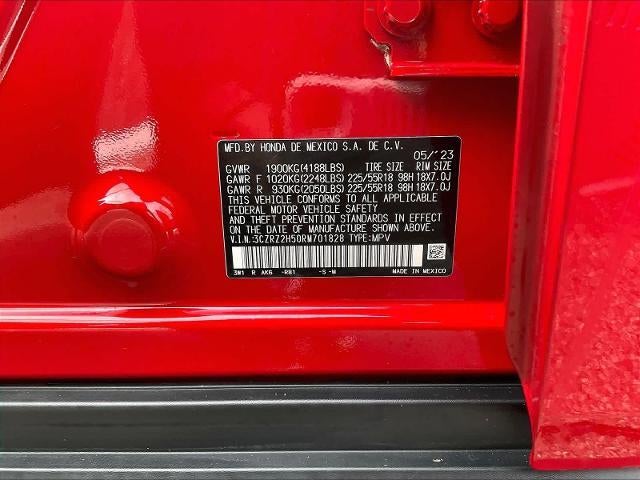 MFD.BY HONDA DE MEXICO S.A. DE C.V.
05/'23
GVWR 1900KG(4188LBS) TIRE SIZE RIM SIZE
GAWR F 1020KG(2248LBS) 225/55R18 98H 18X7.0J
GAWR R 930KG(2050LBS) 225/55R18 98H 18X7.0J
THIS VEHICLE CONFORMS TO ALL APPLICABLE
FEDERAL MOTOR VEHICLE SAFETY
AND THEFT PREVENTION STANDARDS IN EFFECT
ON THE DATE OF MANUFACTURE SHOWN ABOVE.
V.I.N:3CZRZ2H50RM701828 TYPE:MPV
3W1 R AKG -RW1 -S -W MADE IN MEXICO